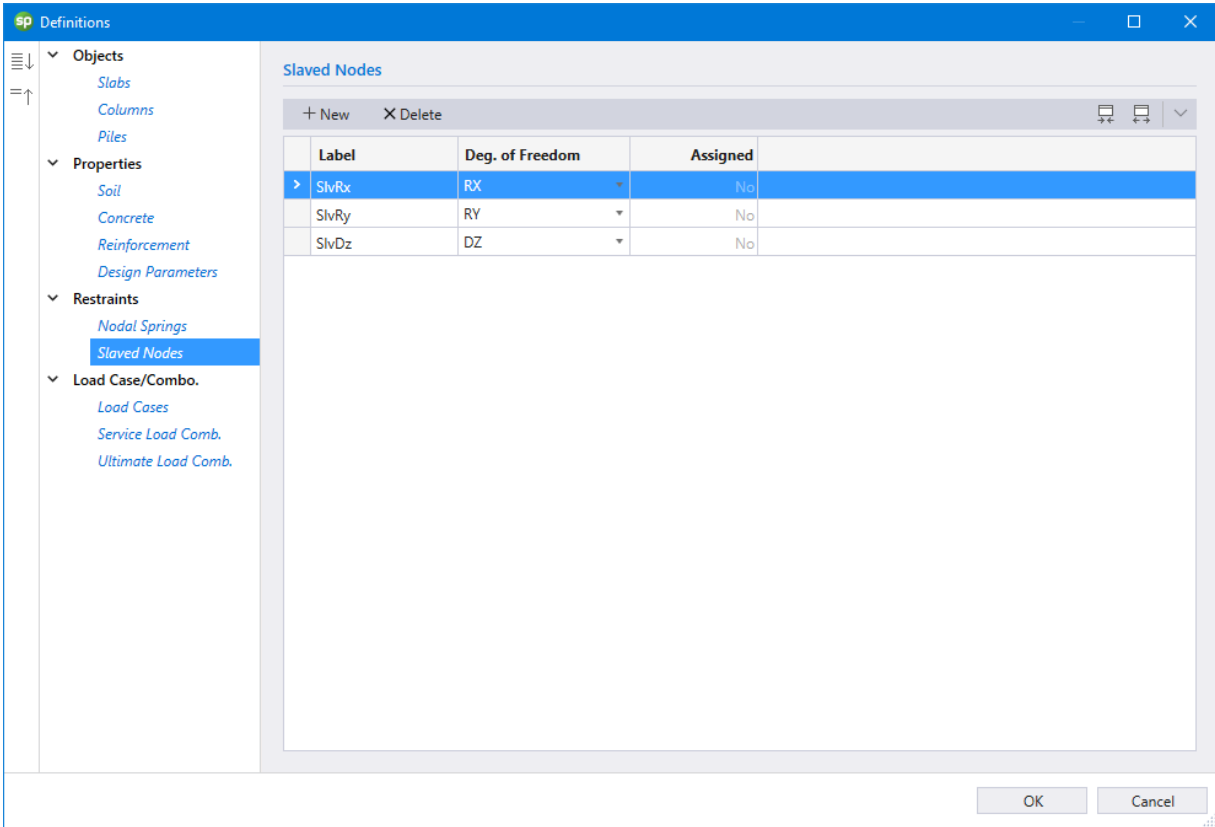 sp Definitions
Objects
Slabs
Columns
Piles
Properties
Soil
Concrete
Reinforcement
Design Parameters
Restraints
Nodal Springs
Slaved Nodes
Load Case/Combo.
Load Cases
Service Load Comb.
Ultimate Load Comb.
Slaved Nodes
New Delete
Label Deg. of Freedom Assigned
SlvRx RX No
SlvRy RY No
SlvDz DZ No
OK Cancel